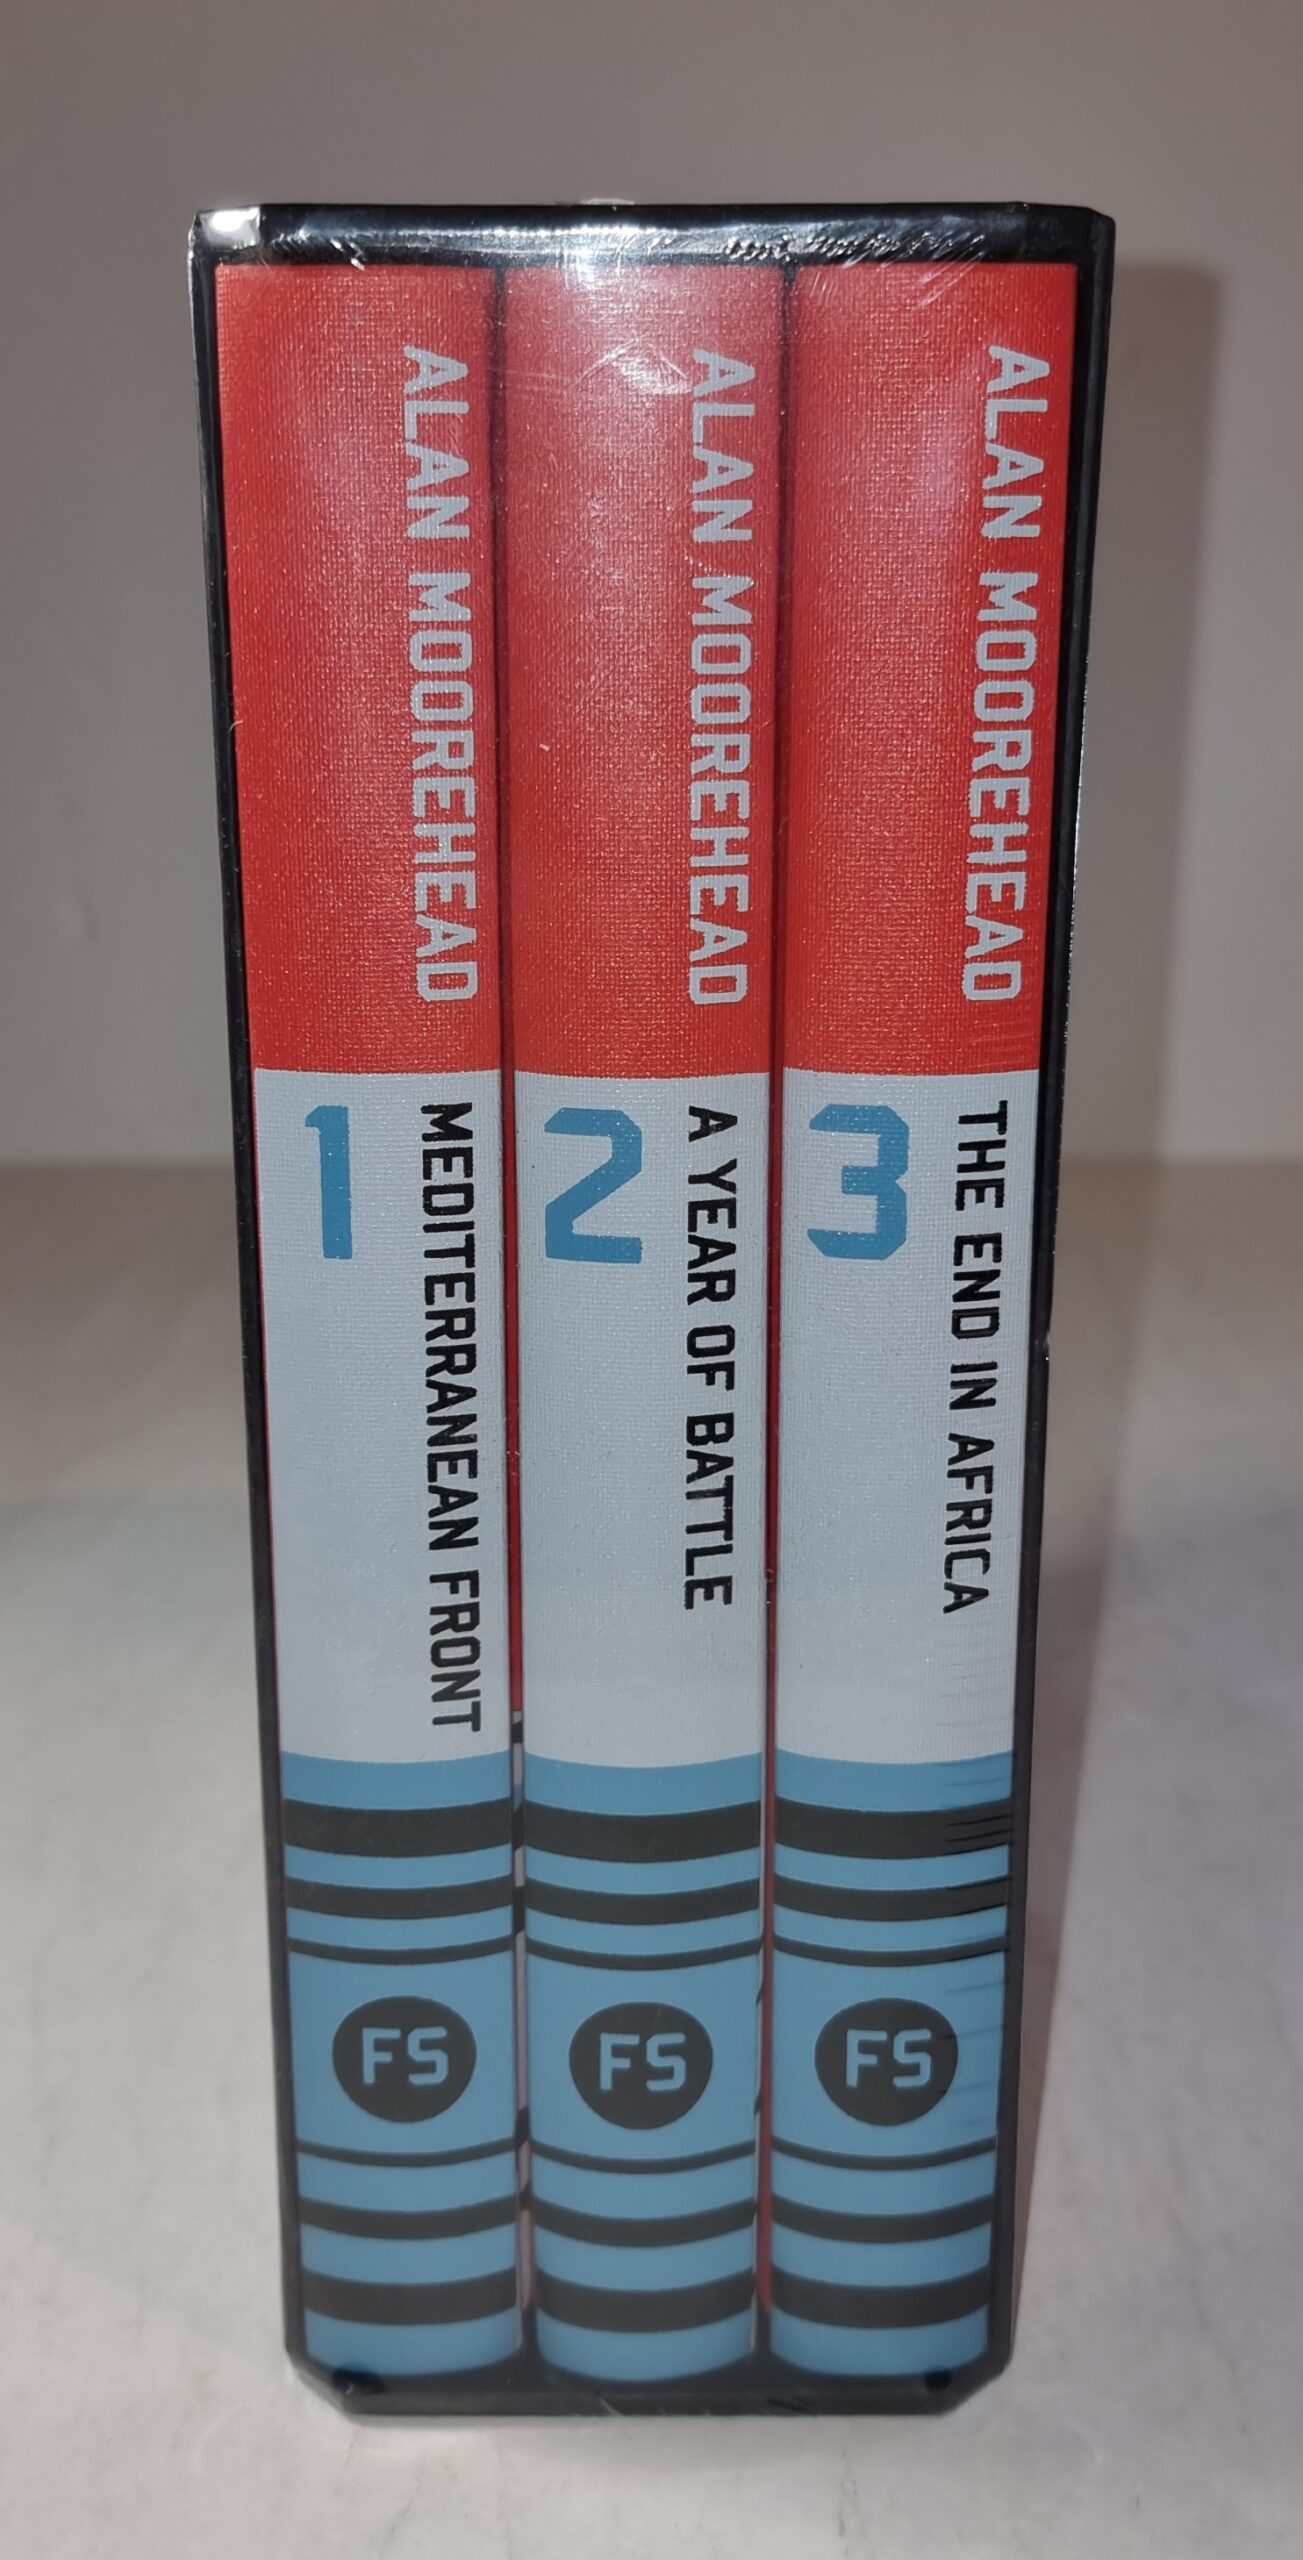 ALAN MOOREHEAD
1
MEDITERRANEAN FRONT
FS
ALAN MOOREHEAD
2
A YEAR OF BATTLE
FS
ALAN MOOREHEAD
3
THE END IN AFRICA
FS